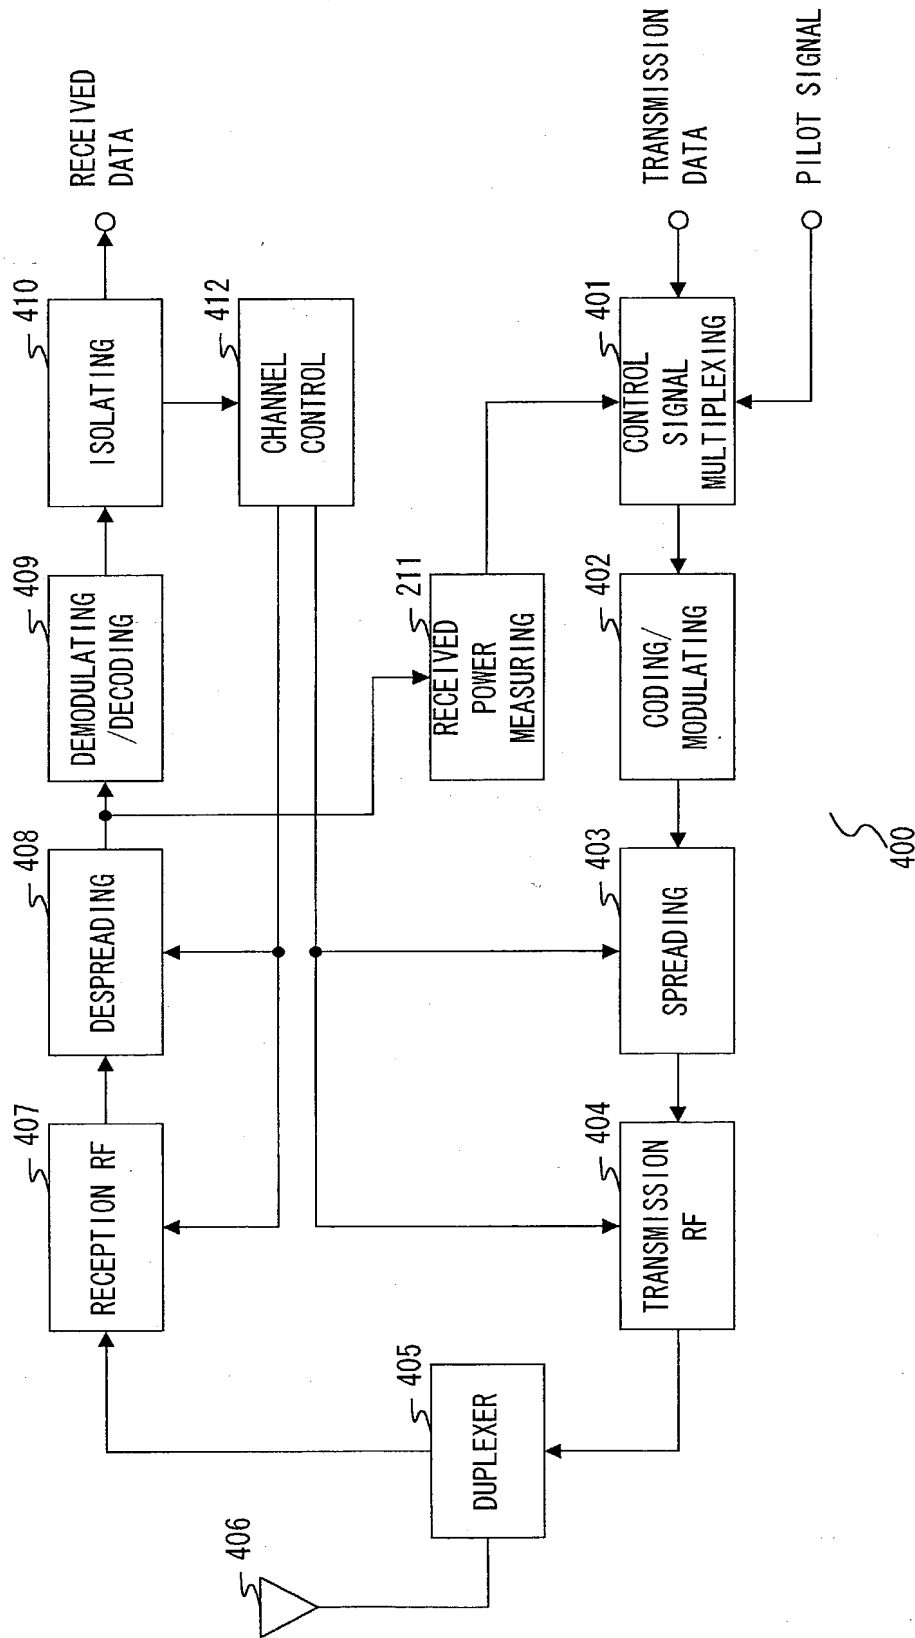 406
DUPLEXER
405
RECEPTION RF
407
DESPREADING
408
DEMODULATING
/DECODING
409
ISOLATING
410
RECEIVED
DATA
CHANNEL
CONTROL
412
RECEIVED
POWER
MEASURING
211
TRANSMISSION
RF
404
SPREADING
403
CODING/
MODULATING
402
CONTROL
SIGNAL
MULTIPLEXING
401
TRANSMISSION
DATA
PILOT SIGNAL
400